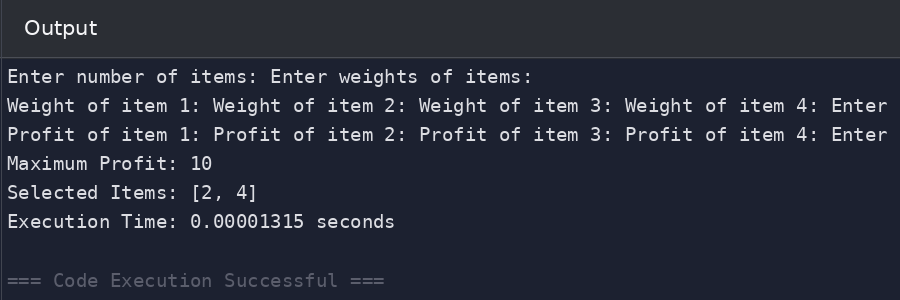 Output
Enter number of items: Enter weights of items:
Weight of item 1: Weight of item 2: Weight of item 3: Weight of item 4: Enter
Profit of item 1: Profit of item 2: Profit of item 3: Profit of item 4: Enter
Maximum Profit: 10
Selected Items: [2, 4]
Execution Time: 0.00001315 seconds
=== Code Execution Successful ===